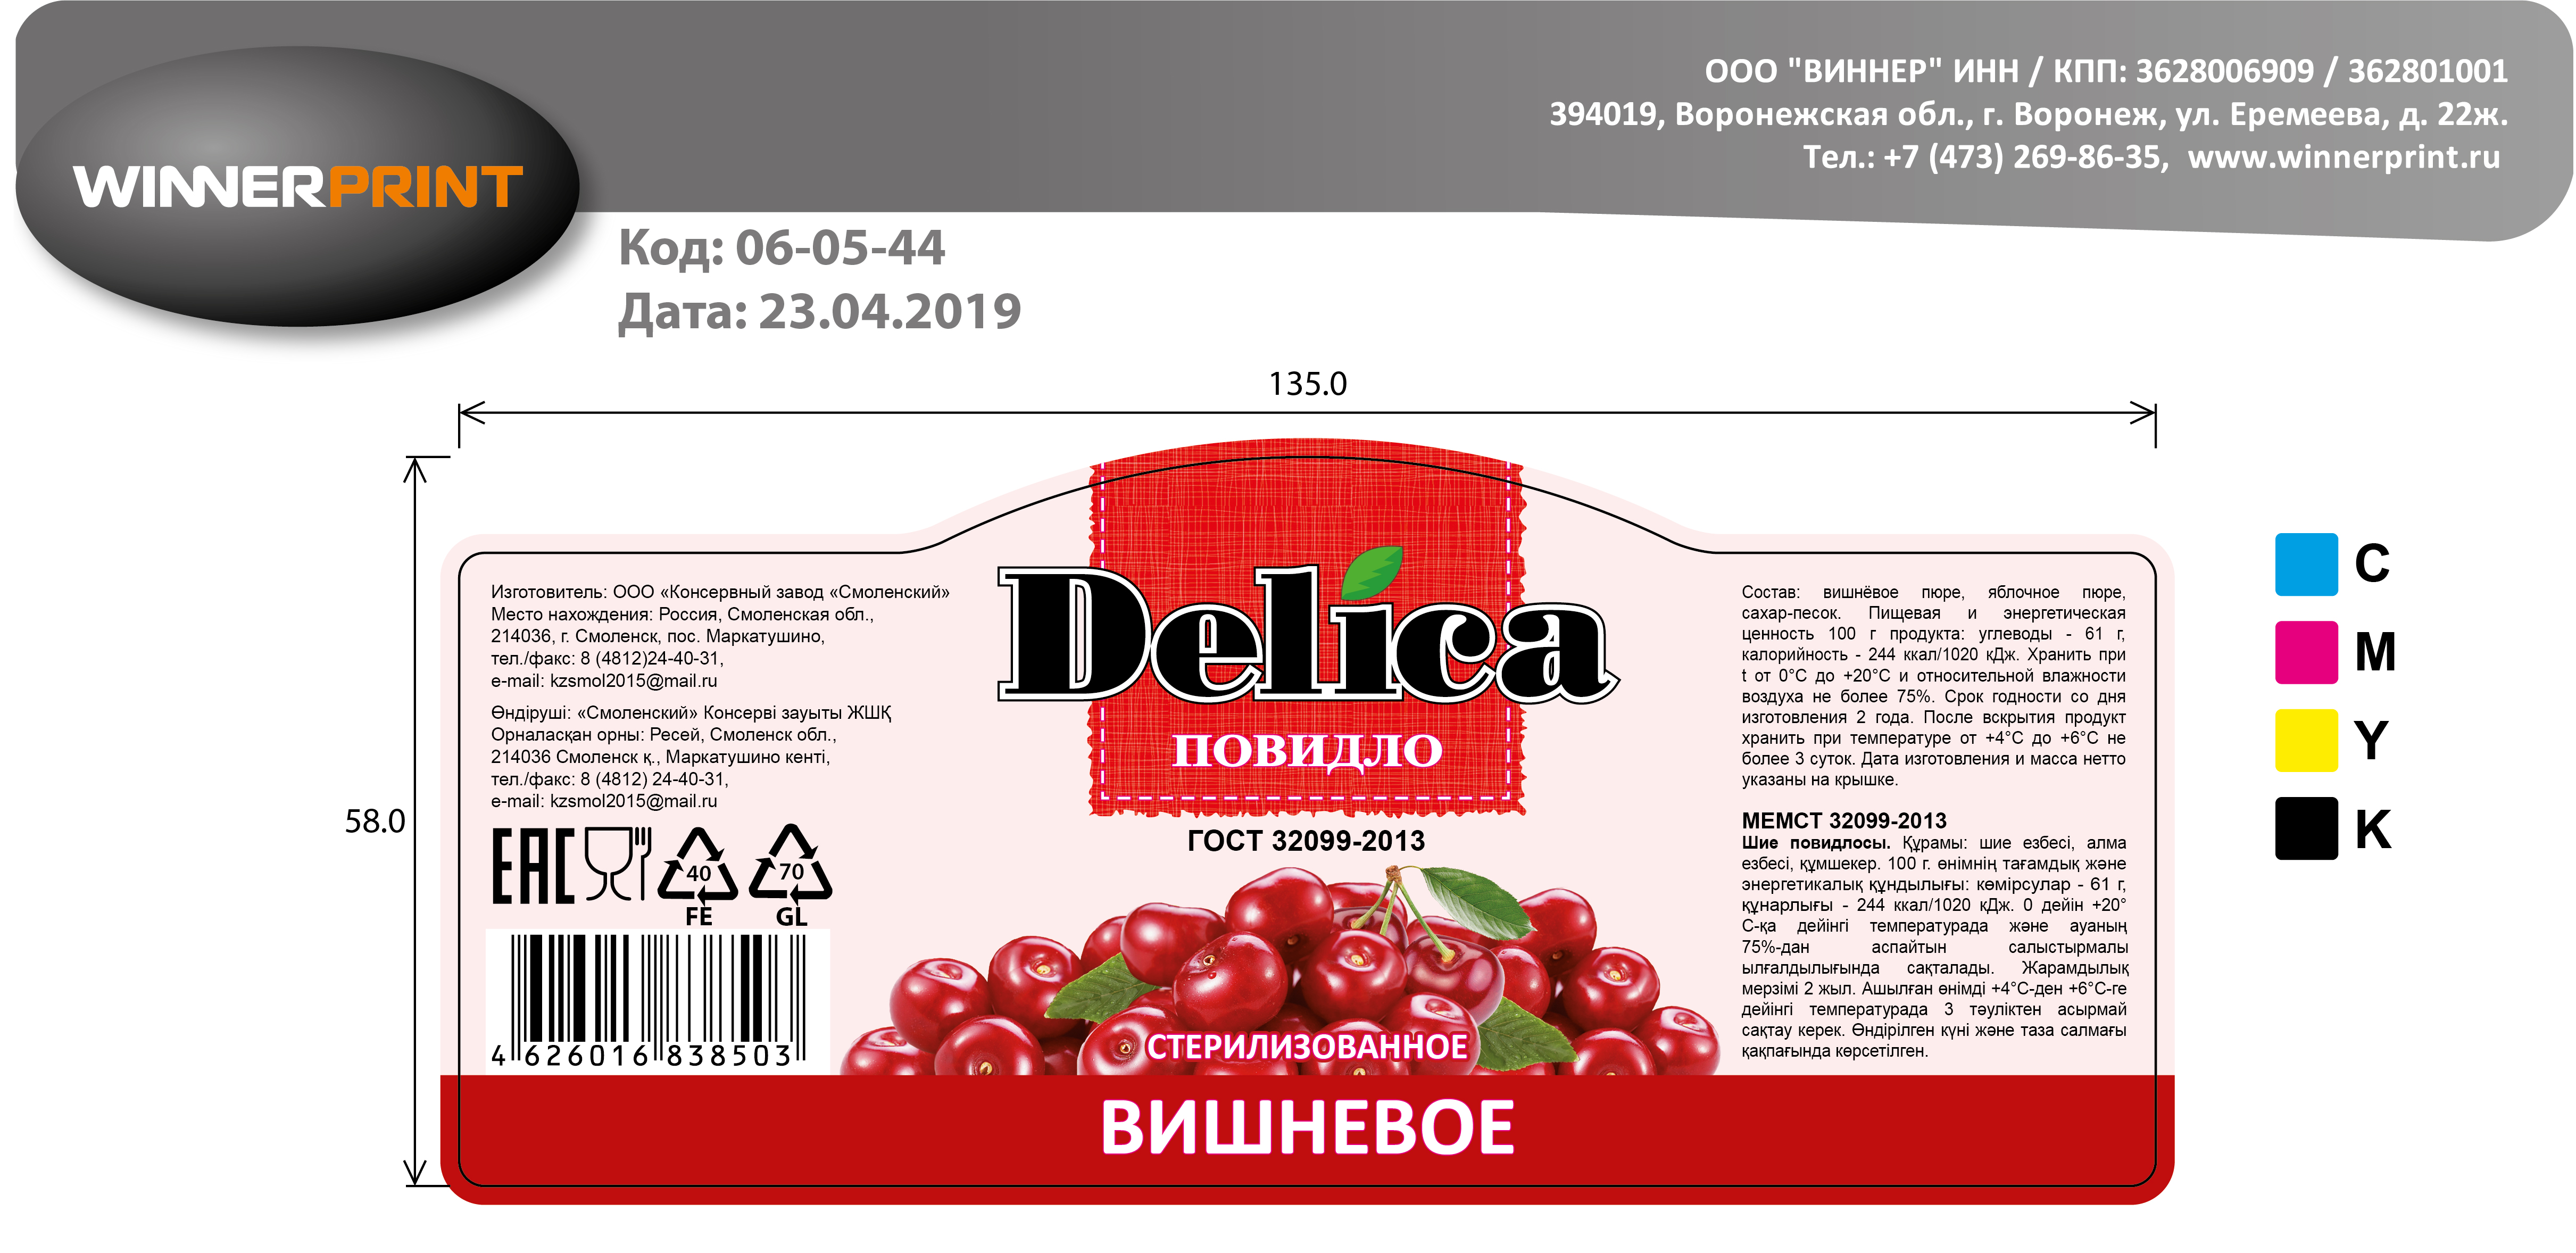 WINNERPRINT
ООО "ВИННЕР" ИНН / КПП: 3628006909 / 362801001
394019, Воронежская обл., г. Воронеж, ул. Еремеева, д. 22ж.
Тел.: +7 (473) 269-86-35, www.winnerprint.ru
Код: 06-05-44
Дата: 23.04.2019
135.0
58.0
Изготовитель: ООО «Консервный завод «Смоленский»
Место нахождения: Россия, Смоленская обл.,
214036, г. Смоленск, пос. Маркатушино,
тел./факс: 8 (4812)24-40-31,
e-mail: kzsmol2015@mail.ru
Өндіруші: «Смоленский» Консерві зауыты ЖШҚ
Орналасқан орны: Ресей, Смоленск обл.,
214036 Смоленск қ., Маркатушино кенті,
тел./факс: 8 (4812) 24-40-31,
e-mail: kzsmol2015@mail.ru
EAC
40
FE
70
GL
4 626016 838503
Delica
ПОВИДЛО
ГОСТ 32099-2013
СТЕРИЛИЗОВАННОЕ
ВИШНЕВОЕ
Состав: вишнёвое пюре, яблочное пюре,
сахар-песок. Пищевая и энергетическая
ценность 100 г продукта: углеводы - 61 г,
калорийность - 244 ккал/1020 кДж. Хранить при
t от 0°С до +20°С и относительной влажности
воздуха не более 75%. Срок годности со дня
изготовления 2 года. После вскрытия продукт
хранить при температуре от +4°С до +6°С не
более 3 суток. Дата изготовления и масса нетто
указаны на крышке.
МЕМСТ 32099-2013
Шие повидлосы. Құрамы: шие езбесі, алма
езбесі, құмшекер. 100 г. өнімнің тағамдық және
энергетикалық құндылығы: көмірсулар - 61 г,
құнарлығы - 244 ккал/1020 кДж. 0 дейін +20°
С-қа дейінгі температурада және ауаның
75%-дан аспайтын салыстырмалы
ылғалдылығында сақталады. Жарамдылық
мерзімі 2 жыл. Ашылған өнімді +4°С-ден +6°С-ге
дейінгі температурада 3 тәуліктен асырмай
сақтау керек. Өндірілген күні және таза салмағы
қақпағында көрсетілген.
C
M
Y
K